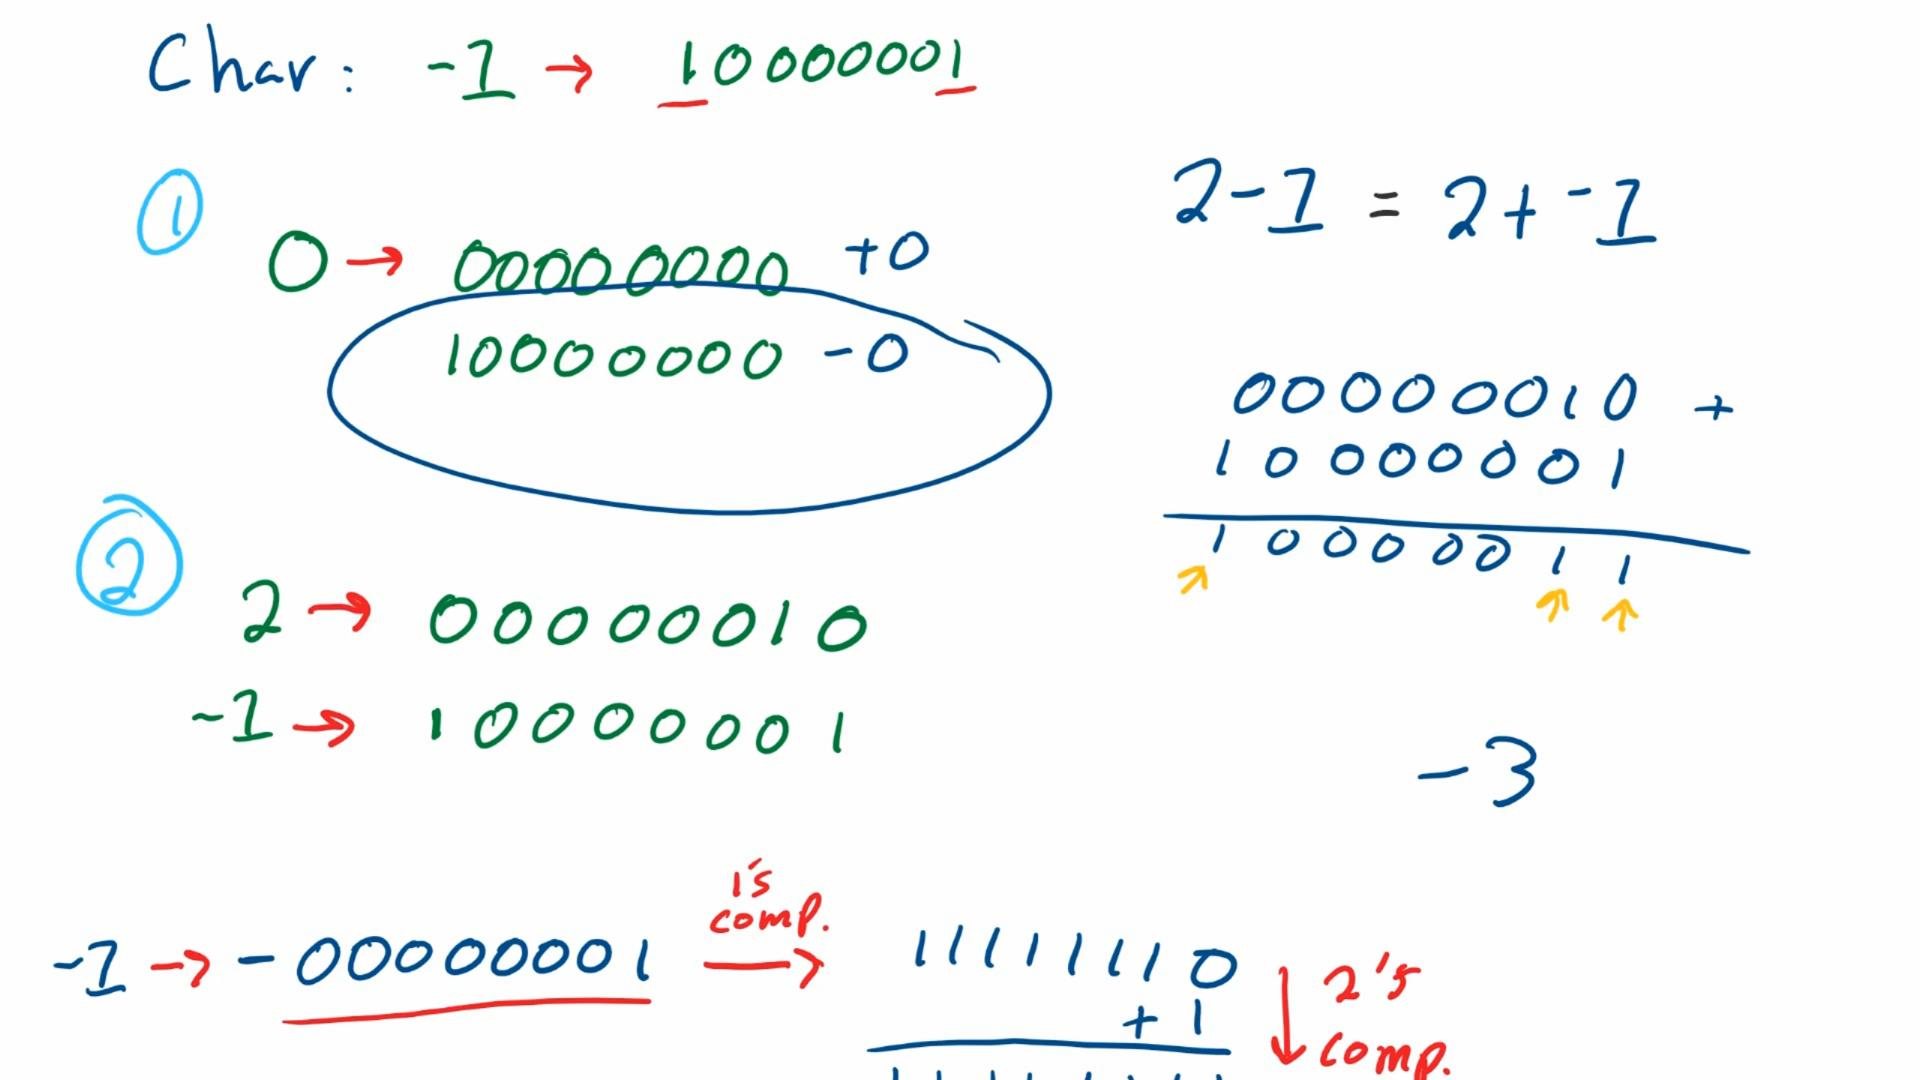 Char: -1 → 10000001
①
0 → 00000000 +0
10000000 -0
②
2 → 00000010
-1 → 10000001
2-1 = 2+ -1
00000010 +
10000001
10000011
-3
-1 → -00000001
1's
comp.
→
11111110
+ 1
2's
comp.